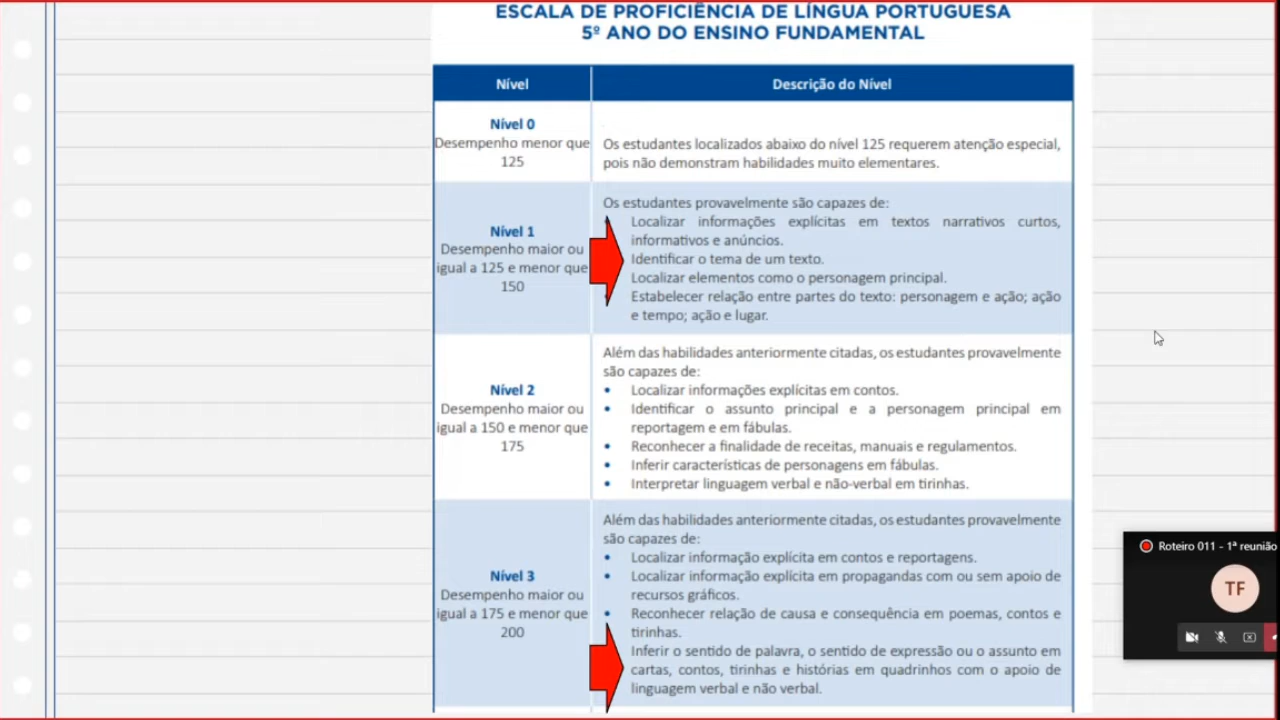 ESCALA DE PROFICIÊNCIA DE LÍNGUA PORTUGUESA
5º ANO DO ENSINO FUNDAMENTAL
Nível
Descrição do Nível
Nível 0
Desempenho menor que
125
Os estudantes localizados abaixo do nível 125 requerem atenção especial,
pois não demonstram habilidades muito elementares.
Nível 1
Desempenho maior ou
igual a 125 e menor que
150
Os estudantes provavelmente são capazes de:
Localizar informações explícitas em textos narrativos curtos,
informativos e anúncios.
Identificar o tema de um texto.
Localizar elementos como o personagem principal.
• Estabelecer relação entre partes do texto: personagem e ação; ação
e tempo; ação e lugar.
Nível 2
Desempenho maior ou
igual a 150 e menor que
175
Além das habilidades anteriormente citadas, os estudantes provavelmente
são capazes de:
• Localizar informações explícitas em contos.
• Identificar o assunto principal e a personagem principal em
reportagem e em fábulas.
• Reconhecer a finalidade de receitas, manuais e regulamentos.
• Inferir características de personagens em fábulas.
• Interpretar linguagem verbal e não-verbal em tirinhas.
Nível 3
Desempenho maior ou
igual a 175 e menor que
200
Além das habilidades anteriormente citadas, os estudantes provavelmente
são capazes de:
• Localizar informação explícita em contos e reportagens.
• Localizar informação explícita em propagandas com ou sem apoio de
recursos gráficos.
• Reconhecer relação de causa e consequência em poemas, contos e
tirinhas.
Inferir o sentido de palavra, o sentido de expressão ou o assunto em
cartas, contos, tirinhas e histórias em quadrinhos com o apoio de
linguagem verbal e não verbal.
Roteiro 011 - 1ª reunião
TF